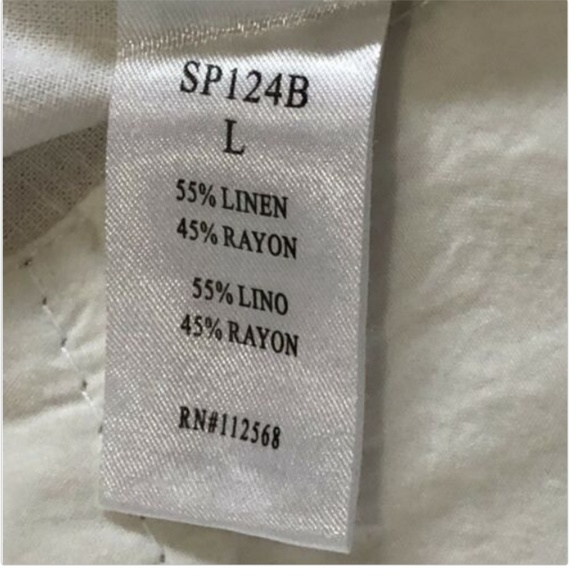 SP124B
L
55% LINEN
45% RAYON
55% LINO
45% RAYON
RN#112568